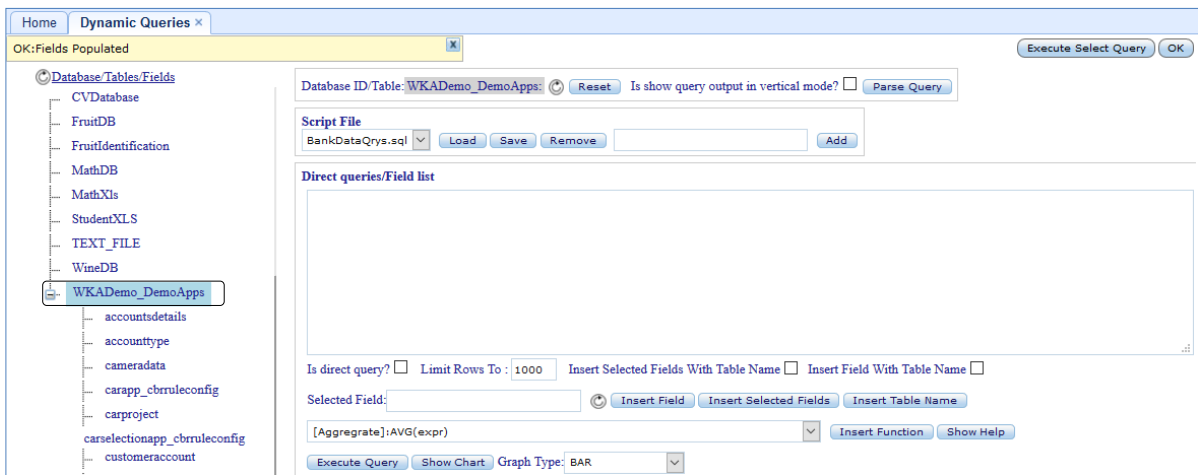 Home Dynamic Queries ×
OK:Fields Populated X Execute Select Query OK
Database/Tables/Fields
CVDatabase
FruitDB
FruitIdentification
MathDB
MathXls
StudentXLS
TEXT_FILE
WineDB
WKADemo_DemoApps
accountsdetails
accounttype
cameradata
carapp_cbrruleconfig
carproject
carselectionapp_cbrruleconfig
customeraccount
Database ID/Table: WKADemo_DemoApps: Reset Is show query output in vertical mode? Parse Query
Script File
BankDataQrys.sql Load Save Remove Add
Direct queries/Field list
Is direct query? Limit Rows To : 1000 Insert Selected Fields With Table Name Insert Field With Table Name
Selected Field: Insert Field Insert Selected Fields Insert Table Name
[Aggregrate]:AVG(expr) Insert Function Show Help
Execute Query Show Chart Graph Type: BAR